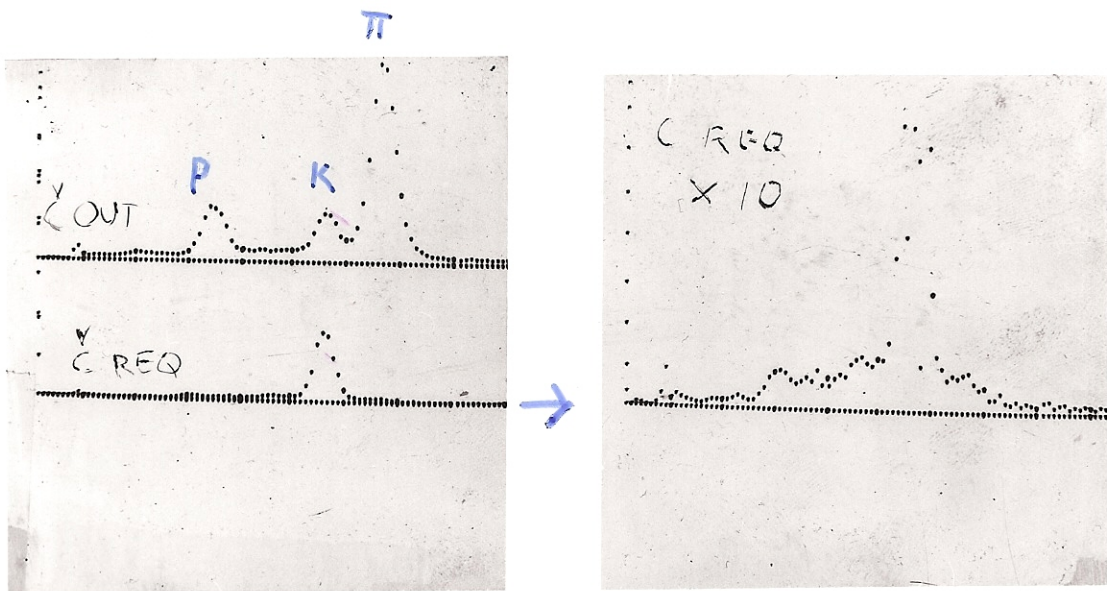 π
P K
Č OUT
Č REQ
→
C REQ
X 10